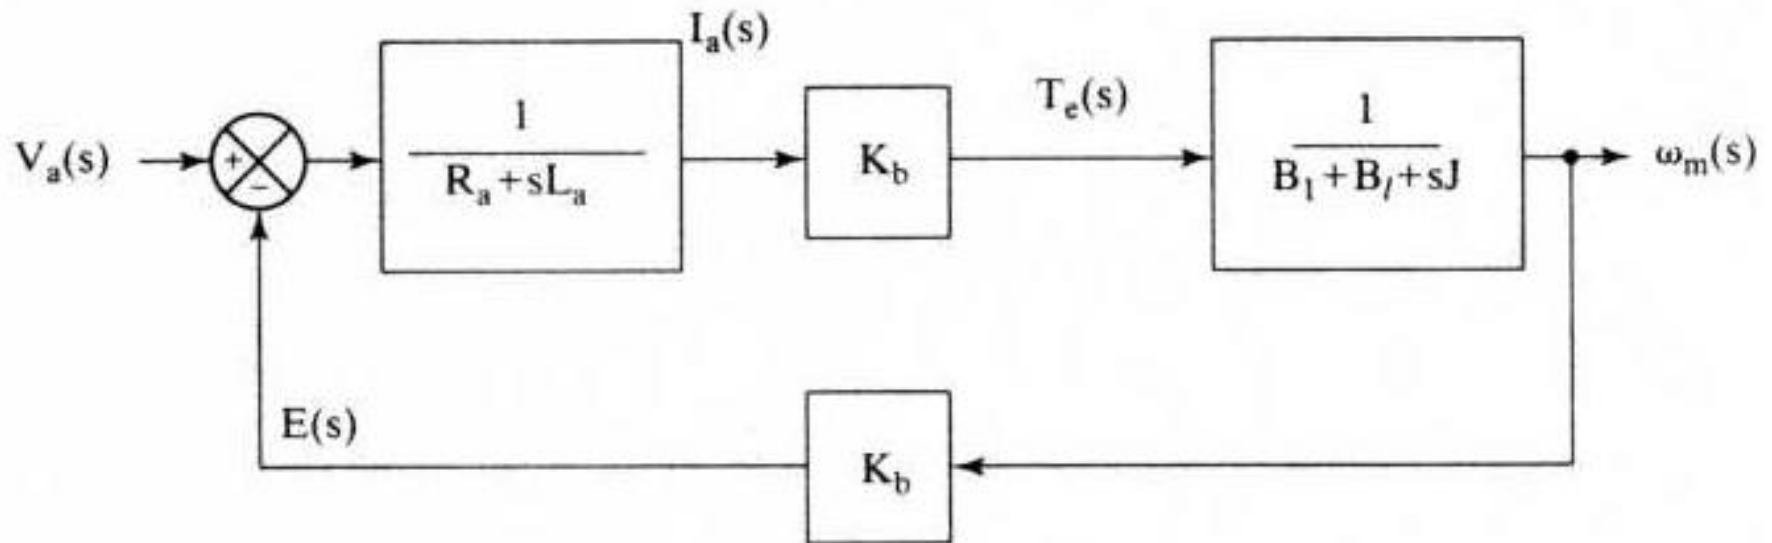 I_a(s)
V_a(s)
+
−
1
R_a+sL_a
K_b
T_e(s)
1
B_1+B_l+sJ
ω_m(s)
E(s)
K_b